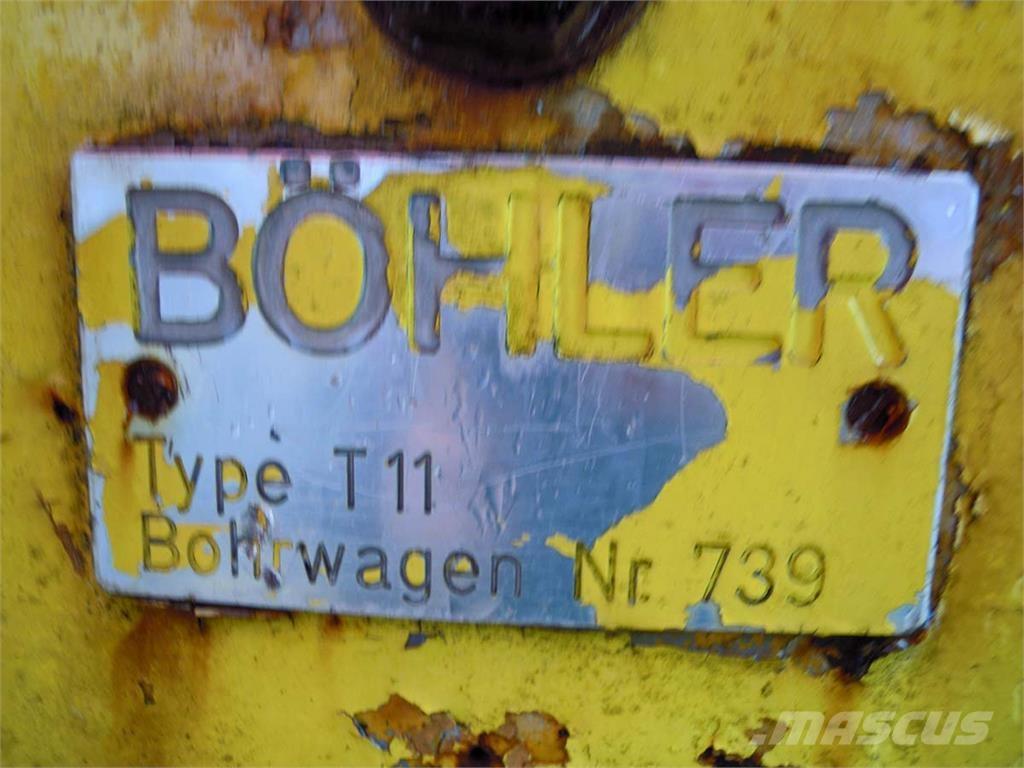 BÖHLER
Type T11
Bohrwagen Nr. 739
MASCUS